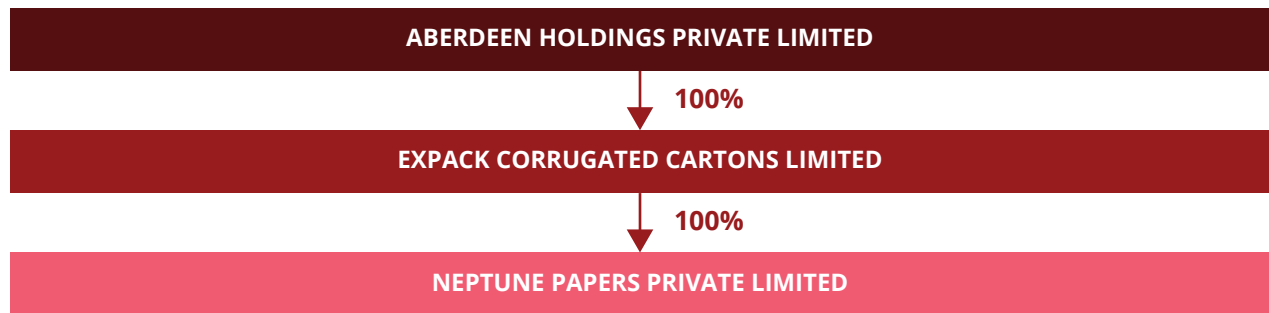 ABERDEEN HOLDINGS PRIVATE LIMITED
100%
EXPACK CORRUGATED CARTONS LIMITED
100%
NEPTUNE PAPERS PRIVATE LIMITED